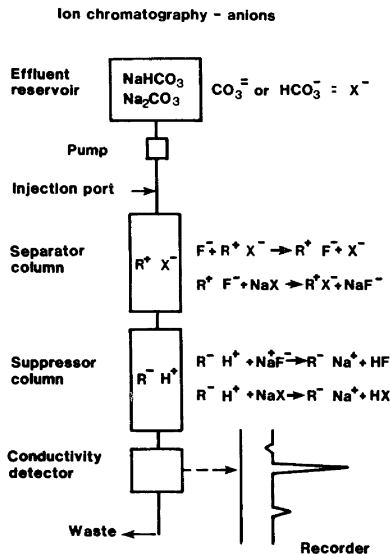 Ion chromatography - anions
Effluent reservoir
NaHCO₃
Na₂CO₃
CO₃⁼ or HCO₃⁻ = X⁻
Pump
Injection port
Separator column
R⁺ X⁻
F⁻ + R⁺ X⁻ → R⁺ F⁻ + X⁻
R⁺ F⁻ + NaX → R⁺X⁻ + NaF⁻
Suppressor column
R⁻ H⁺
R⁻ H⁺ + Na⁺F⁻ → R⁻ Na⁺ + HF
R⁻ H⁺ + NaX → R⁻ Na⁺ + HX
Conductivity detector
Waste
Recorder